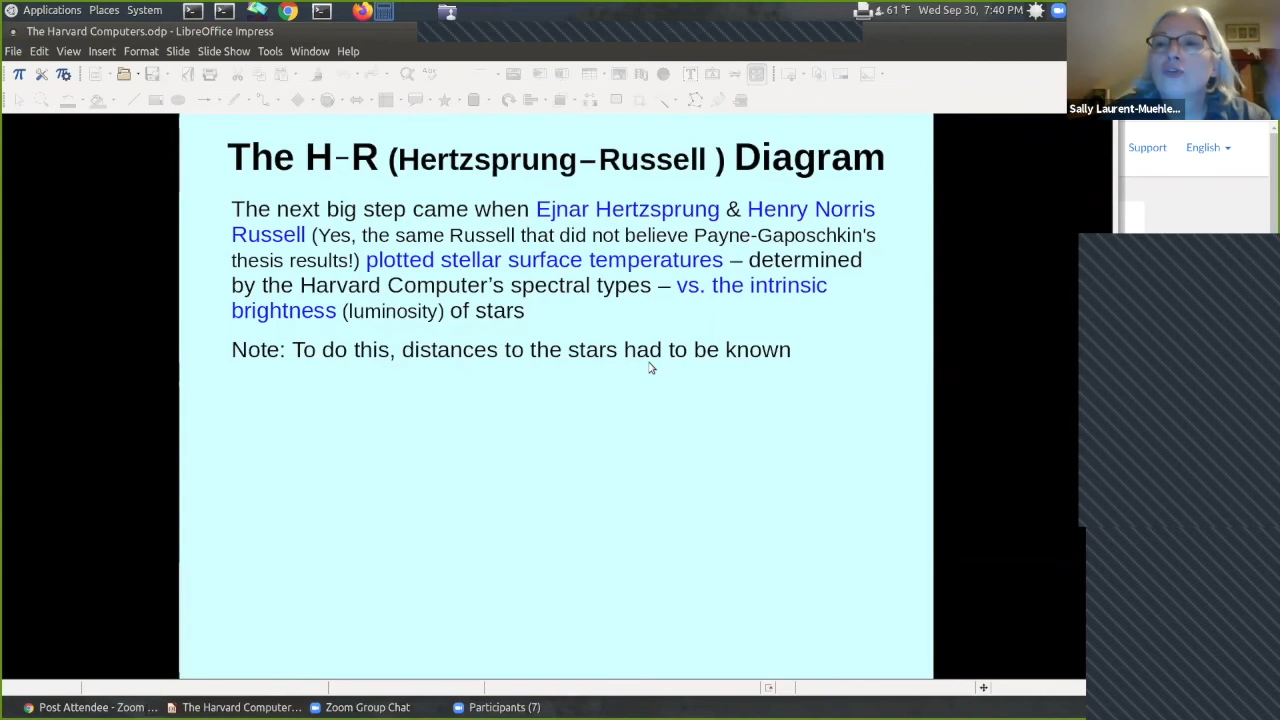 Applications Places System
61 °F Wed Sep 30, 7:40 PM
The Harvard Computers.odp - LibreOffice Impress
File Edit View Insert Format Slide Slide Show Tools Window Help
Sally Laurent-Muehle...
Support English
The H–R (Hertzsprung–Russell ) Diagram
The next big step came when Ejnar Hertzsprung & Henry Norris
Russell (Yes, the same Russell that did not believe Payne-Gaposchkin's
thesis results!) plotted stellar surface temperatures – determined
by the Harvard Computer’s spectral types – vs. the intrinsic
brightness (luminosity) of stars
Note: To do this, distances to the stars had to be known
Post Attendee - Zoom ... The Harvard Computer... Zoom Group Chat Participants (7)